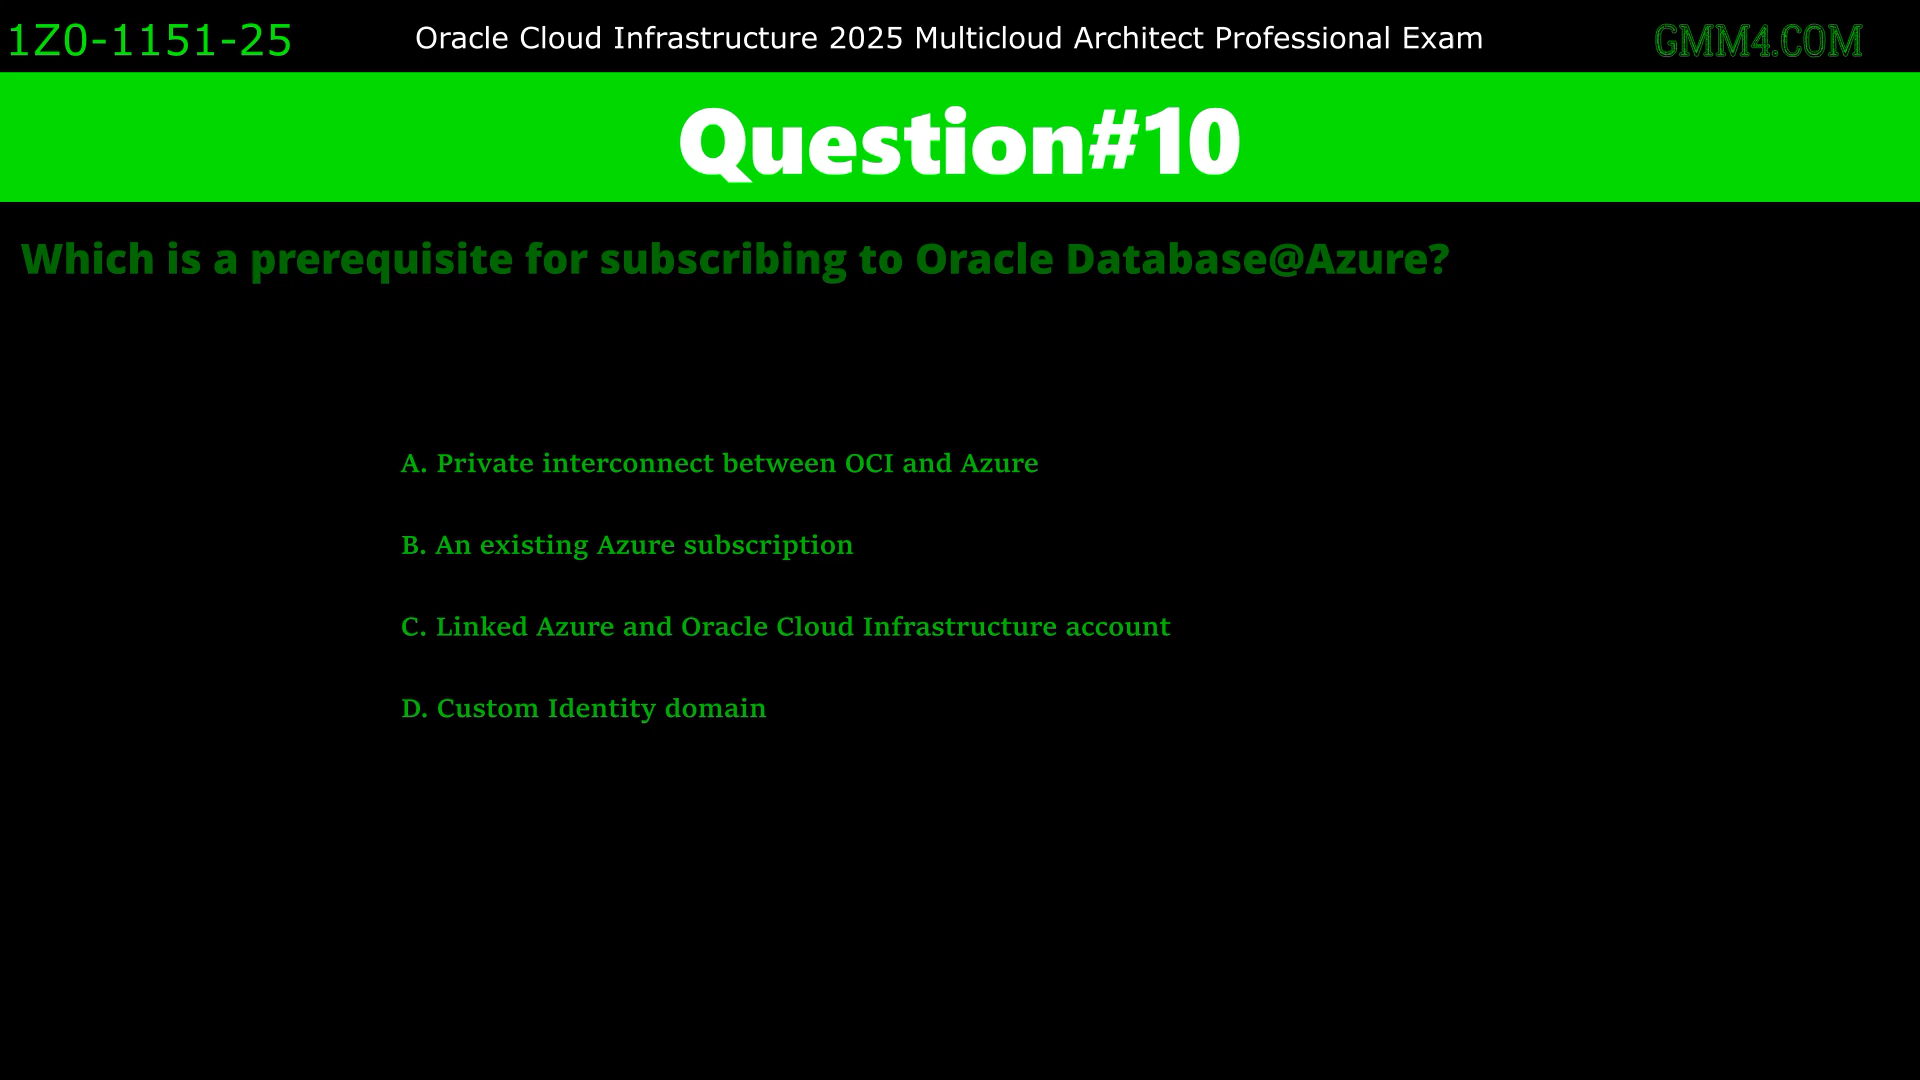 1Z0-1151-25
Oracle Cloud Infrastructure 2025 Multicloud Architect Professional Exam
GMM4.COM
Question#10
Which is a prerequisite for subscribing to Oracle Database@Azure?
A. Private interconnect between OCI and Azure
B. An existing Azure subscription
C. Linked Azure and Oracle Cloud Infrastructure account
D. Custom Identity domain